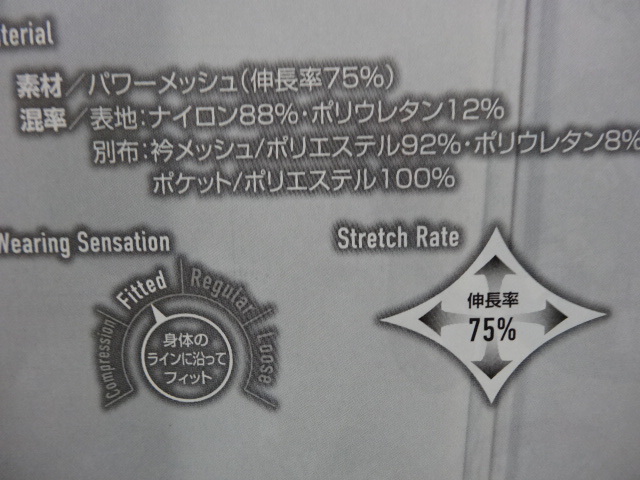 terial
素材/パワーメッシュ(伸長率75%)
混率/表地:ナイロン88%・ポリウレタン12%
別布:衿メッシュ/ポリエステル92%・ポリウレタン8%
ポケット/ポリエステル100%
Wearing Sensation
Compression
Fitted
Regular
Loose
身体の
ラインに沿って
フィット
Stretch Rate
伸長率
75%